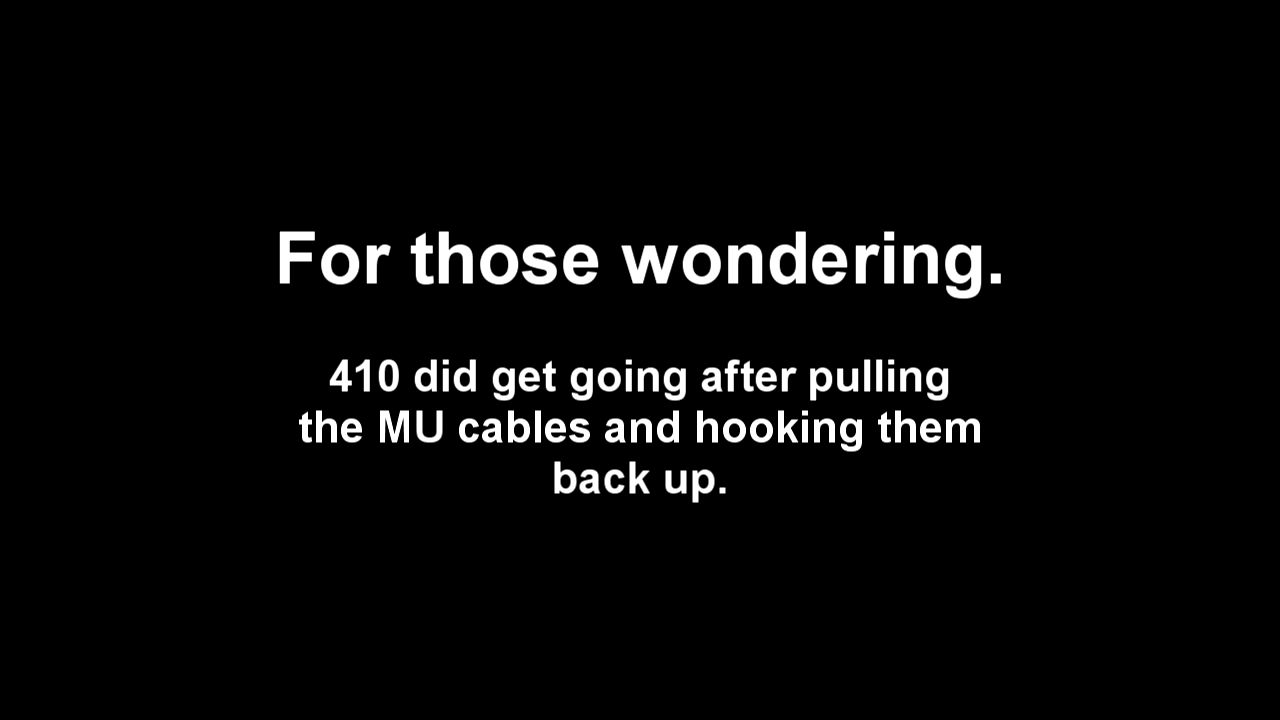 For those wondering.
410 did get going after pulling
the MU cables and hooking them
back up.